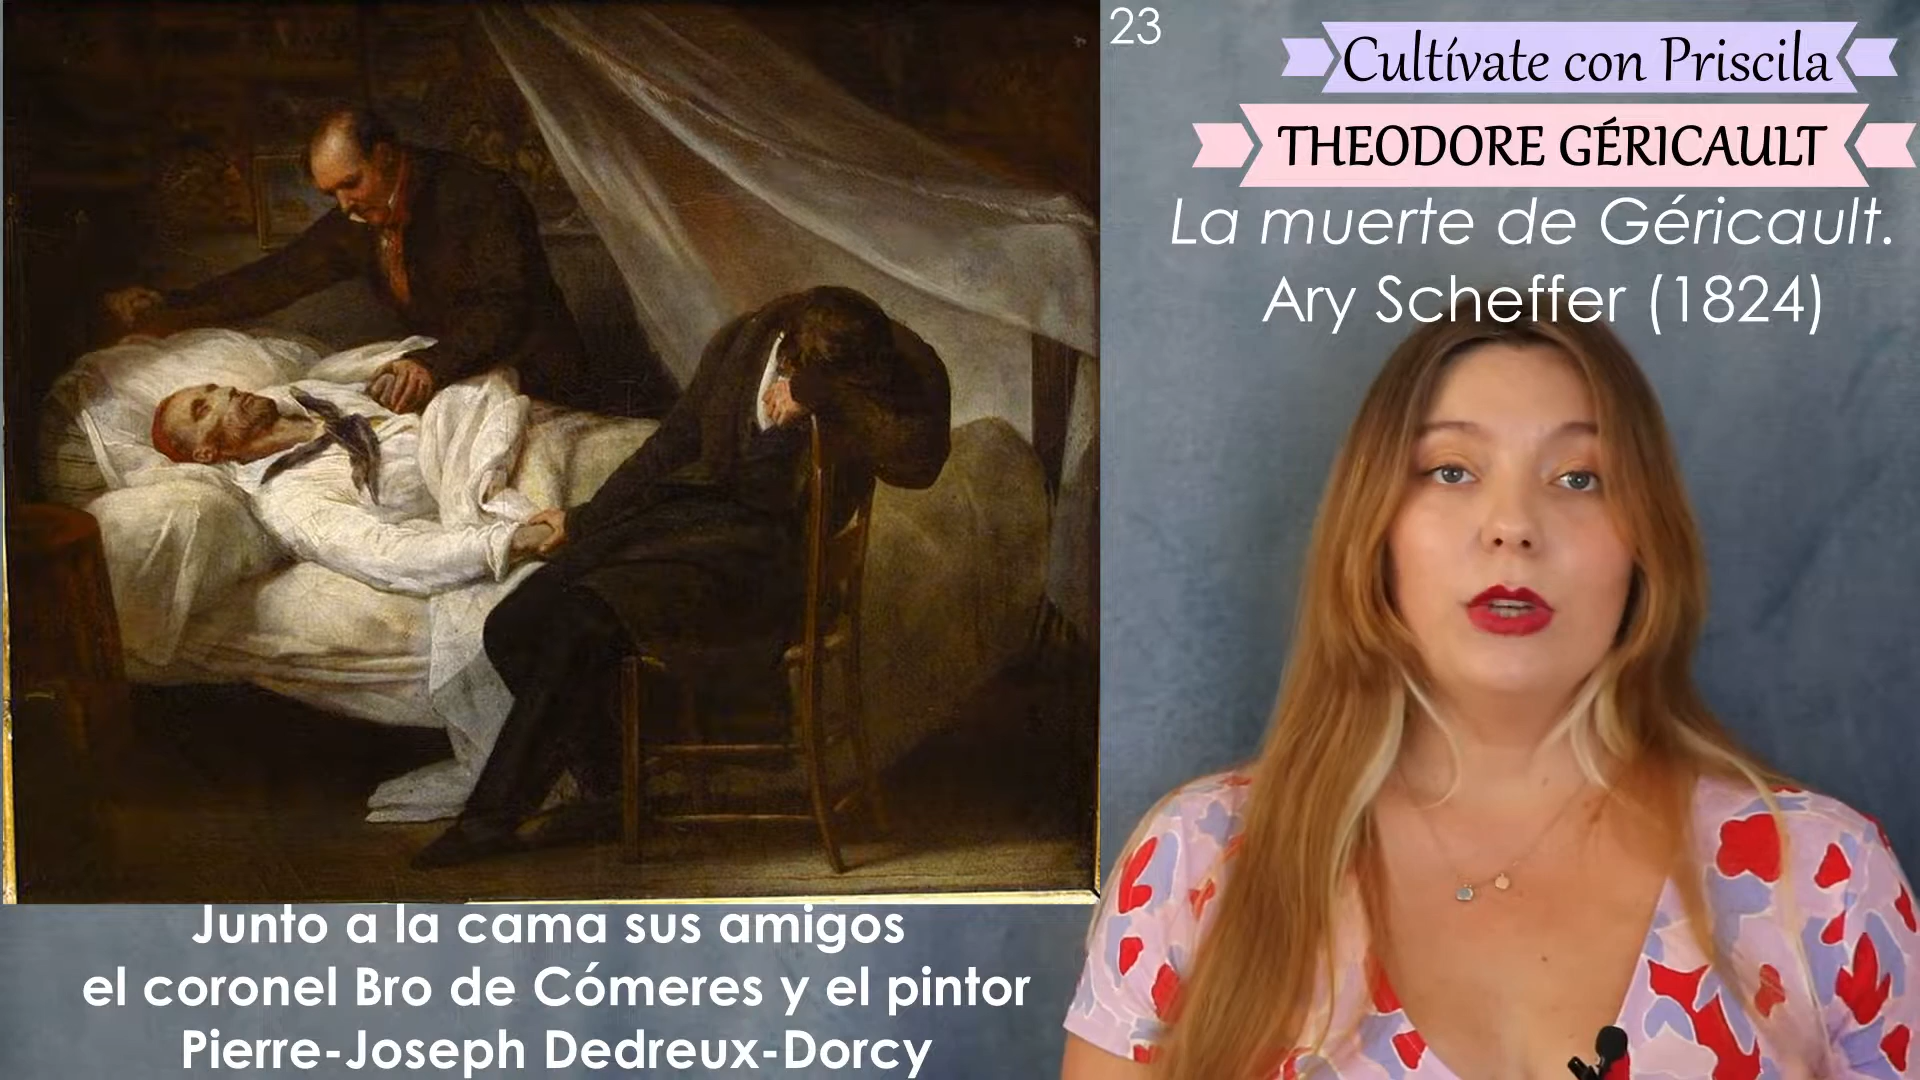 23
Cultívate con Priscila
THEODORE GÉRICAULT
La muerte de Géricault.
Ary Scheffer (1824)
Junto a la cama sus amigos
el coronel Bro de Cómeres y el pintor
Pierre-Joseph Dedreux-Dorcy